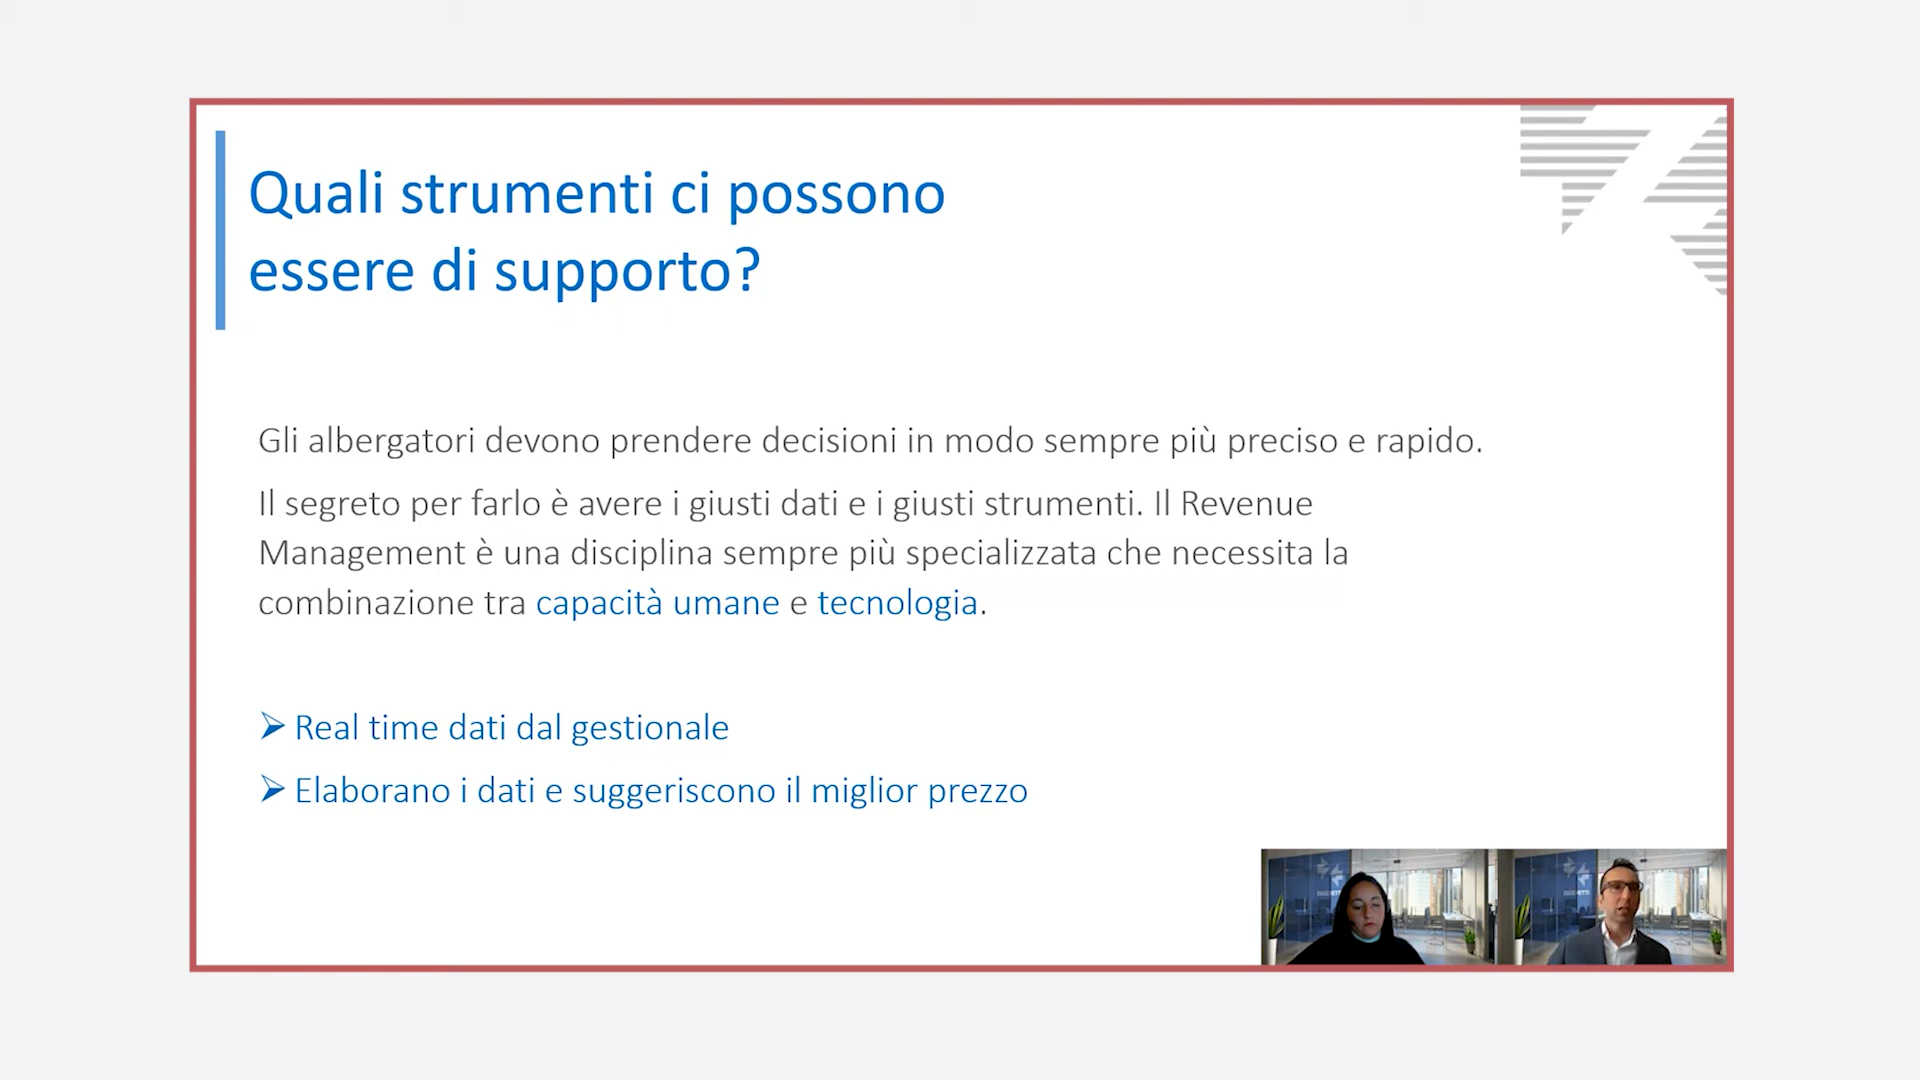 Quali strumenti ci possono
essere di supporto?
Gli albergatori devono prendere decisioni in modo sempre più preciso e rapido.
Il segreto per farlo è avere i giusti dati e i giusti strumenti. Il Revenue
Management è una disciplina sempre più specializzata che necessita la
combinazione tra capacità umane e tecnologia.
➢ Real time dati dal gestionale
➢ Elaborano i dati e suggeriscono il miglior prezzo